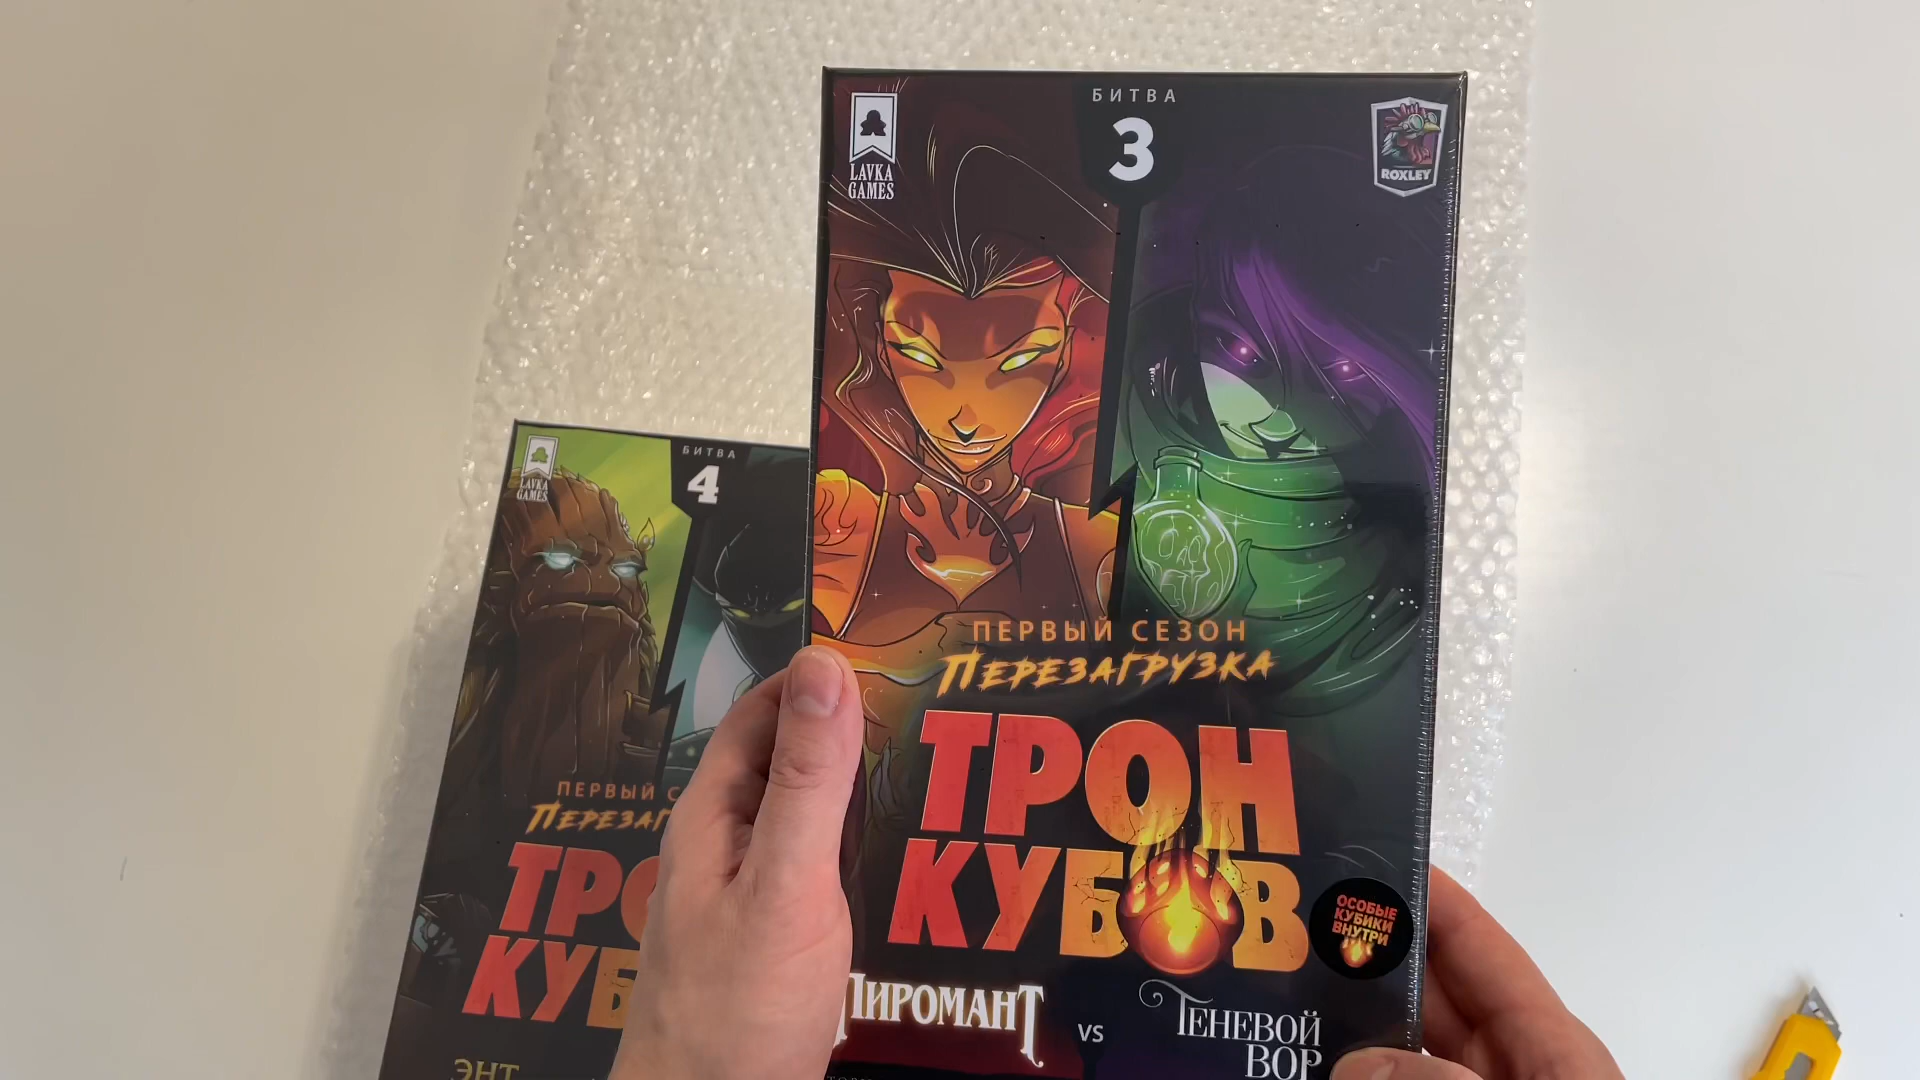 БИТВА
3
LAVKA
GAMES
ROXLEY
ПЕРВЫЙ СЕЗОН
ПЕРЕЗАГРУЗКА
ТРОН
КУБОВ
ОСОБЫЕ
КУБИКИ
ВНУТРИ
ПИРОМАНТ
VS
ТЕНЕВОЙ
ВОР
LAVKA
GAMES
БИТВА
4
ПЕРВЫЙ С
ПЕРЕЗАГ
ТРО
КУБ
ЭНТ